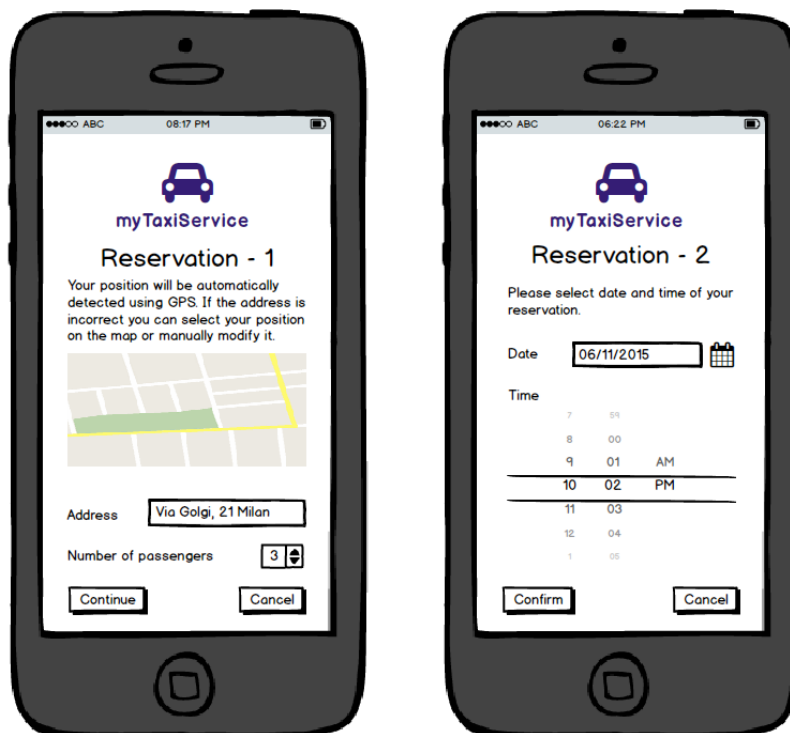 ABC 08:17 PM
myTaxiService
Reservation - 1
Your position will be automatically
detected using GPS. If the address is
incorrect you can select your position
on the map or manually modify it.
Address Via Golgi, 21 Milan
Number of passengers 3
Continue Cancel
ABC 06:22 PM
myTaxiService
Reservation - 2
Please select date and time of your
reservation.
Date 06/11/2015
Time
7 59
8 00
9 01 AM
10 02 PM
11 03
12 04
1 05
Confirm Cancel